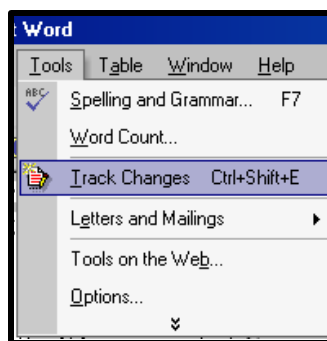 t Word
Tools Table Window Help
ABC Spelling and Grammar... F7
Word Count...
Track Changes Ctrl+Shift+E
Letters and Mailings
Tools on the Web...
Options...